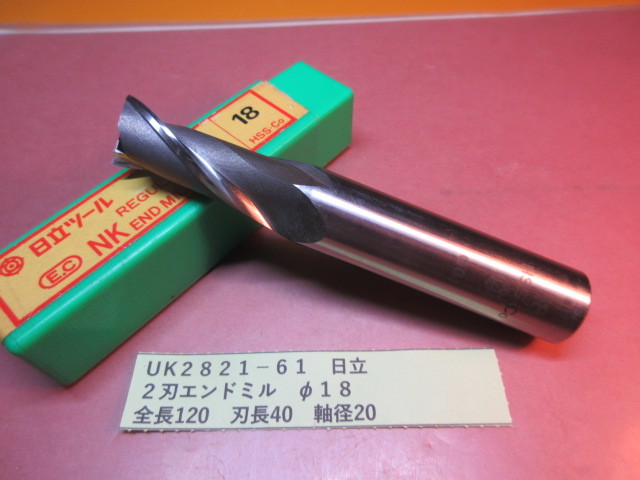 18
HSS-Co
日立ツール
REGU
E.C
NK END M
UK2821-61 日立
2刃エンドミル φ18
全長120 刃長40 軸径20